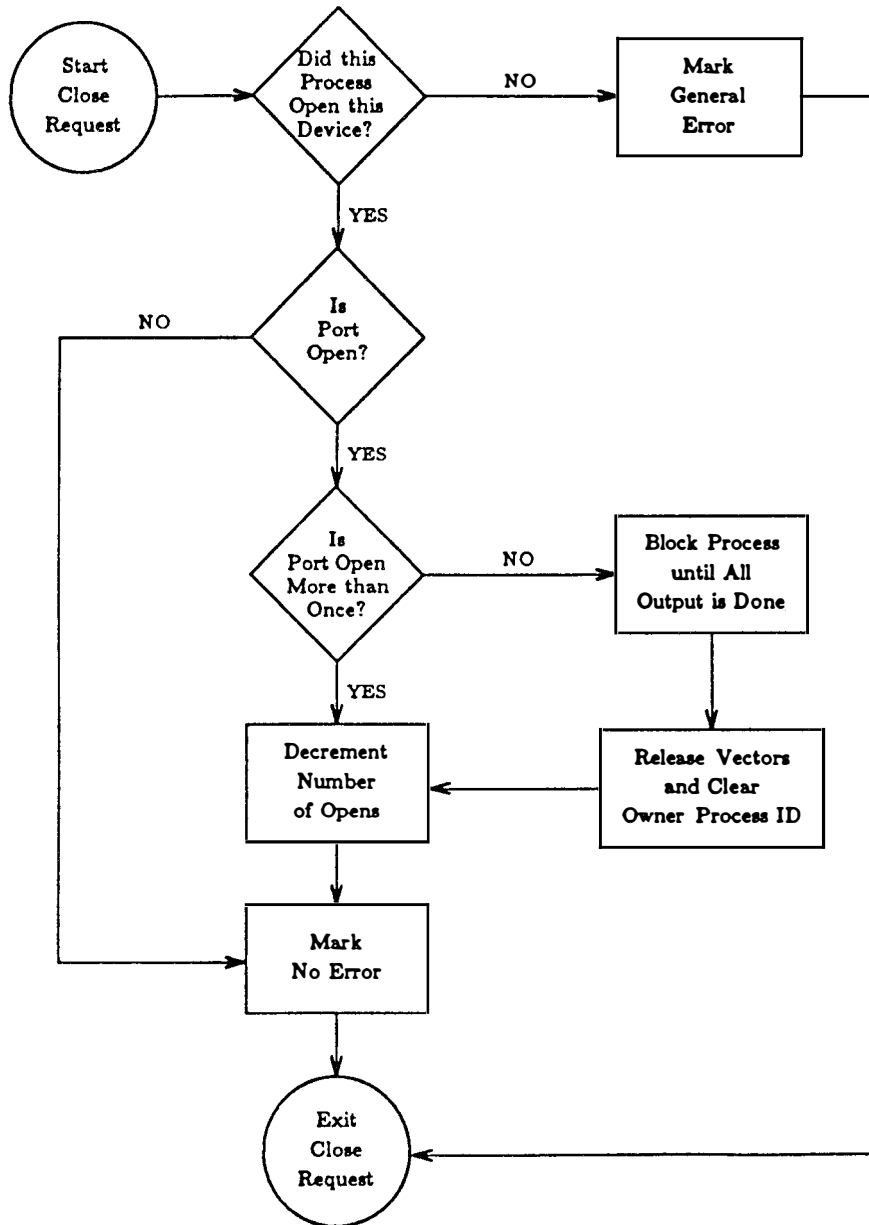 Start
Close
Request
Did this
Process
Open this
Device?
NO
Mark
General
Error
YES
Is
Port
Open?
NO
YES
Is
Port Open
More than
Once?
NO
Block Process
until All
Output is Done
YES
Decrement
Number
of Opens
Release Vectors
and Clear
Owner Process ID
Mark
No Error
Exit
Close
Request